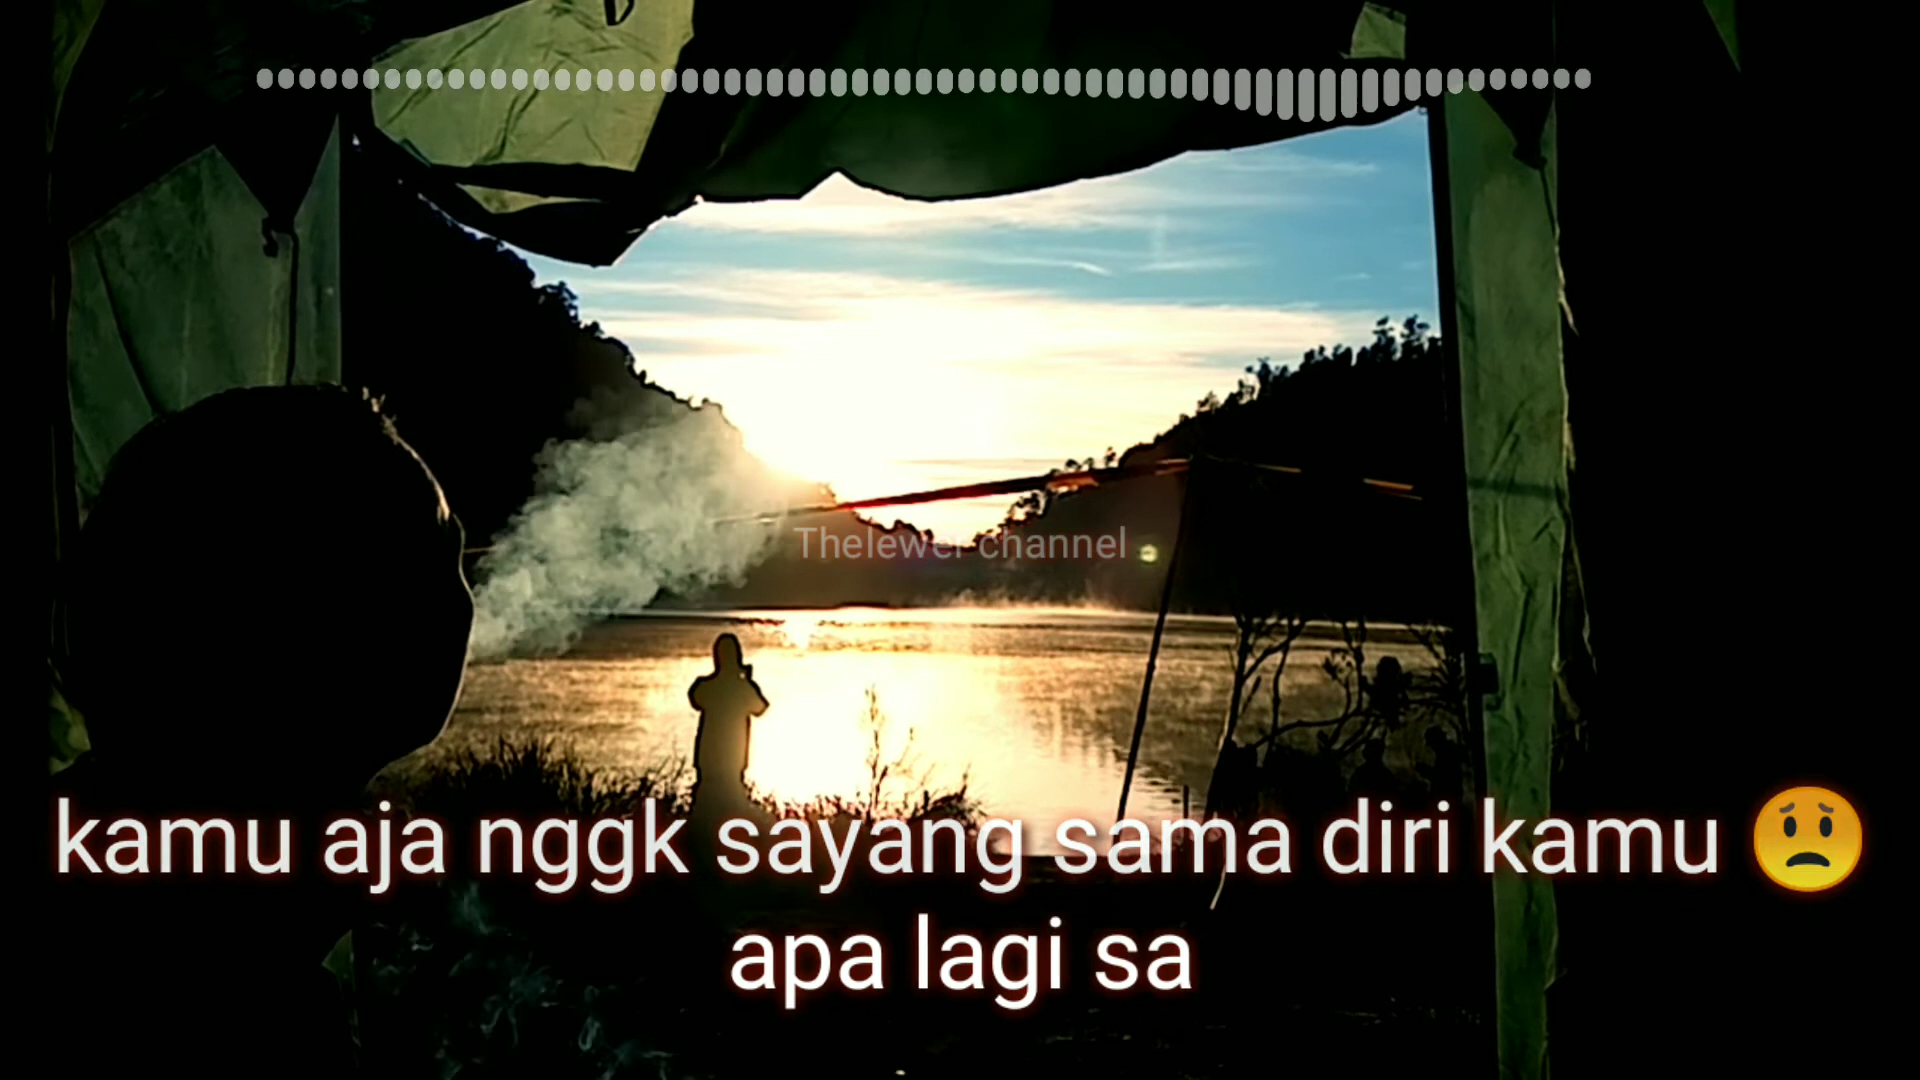 Thelewer channel
kamu aja nggk sayang sama diri kamu 😟
apa lagi sa